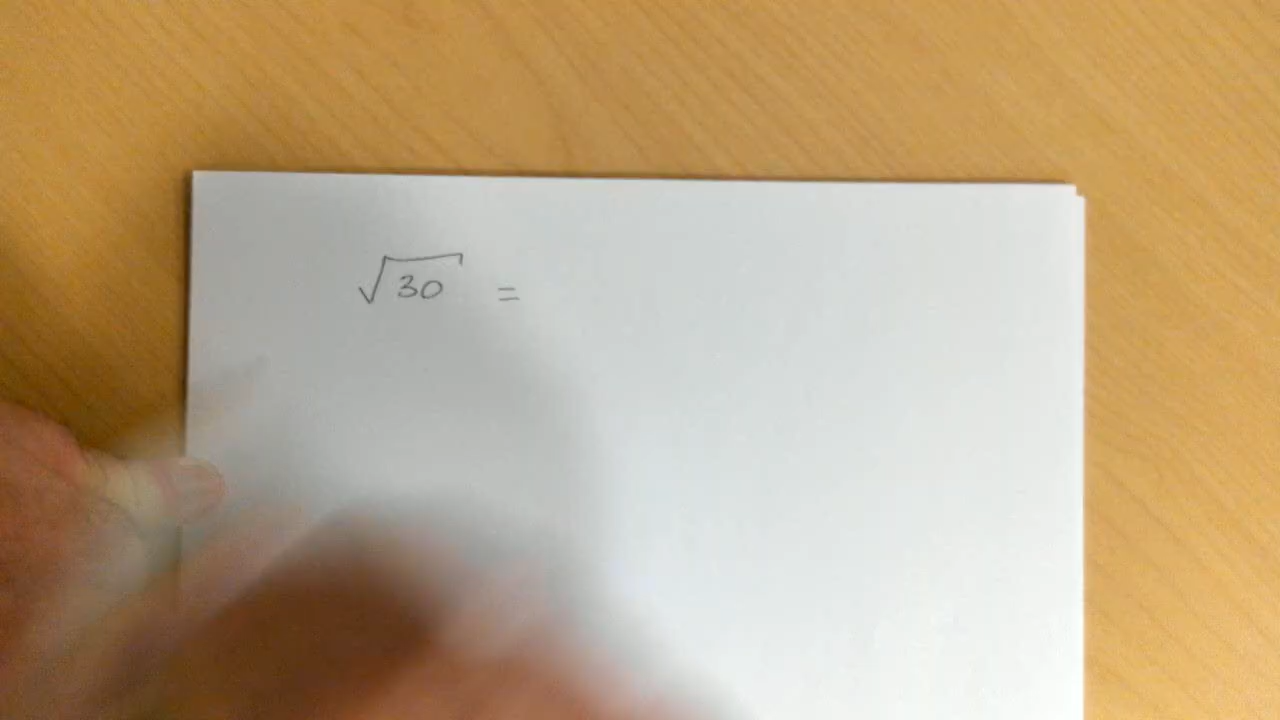 √30 =